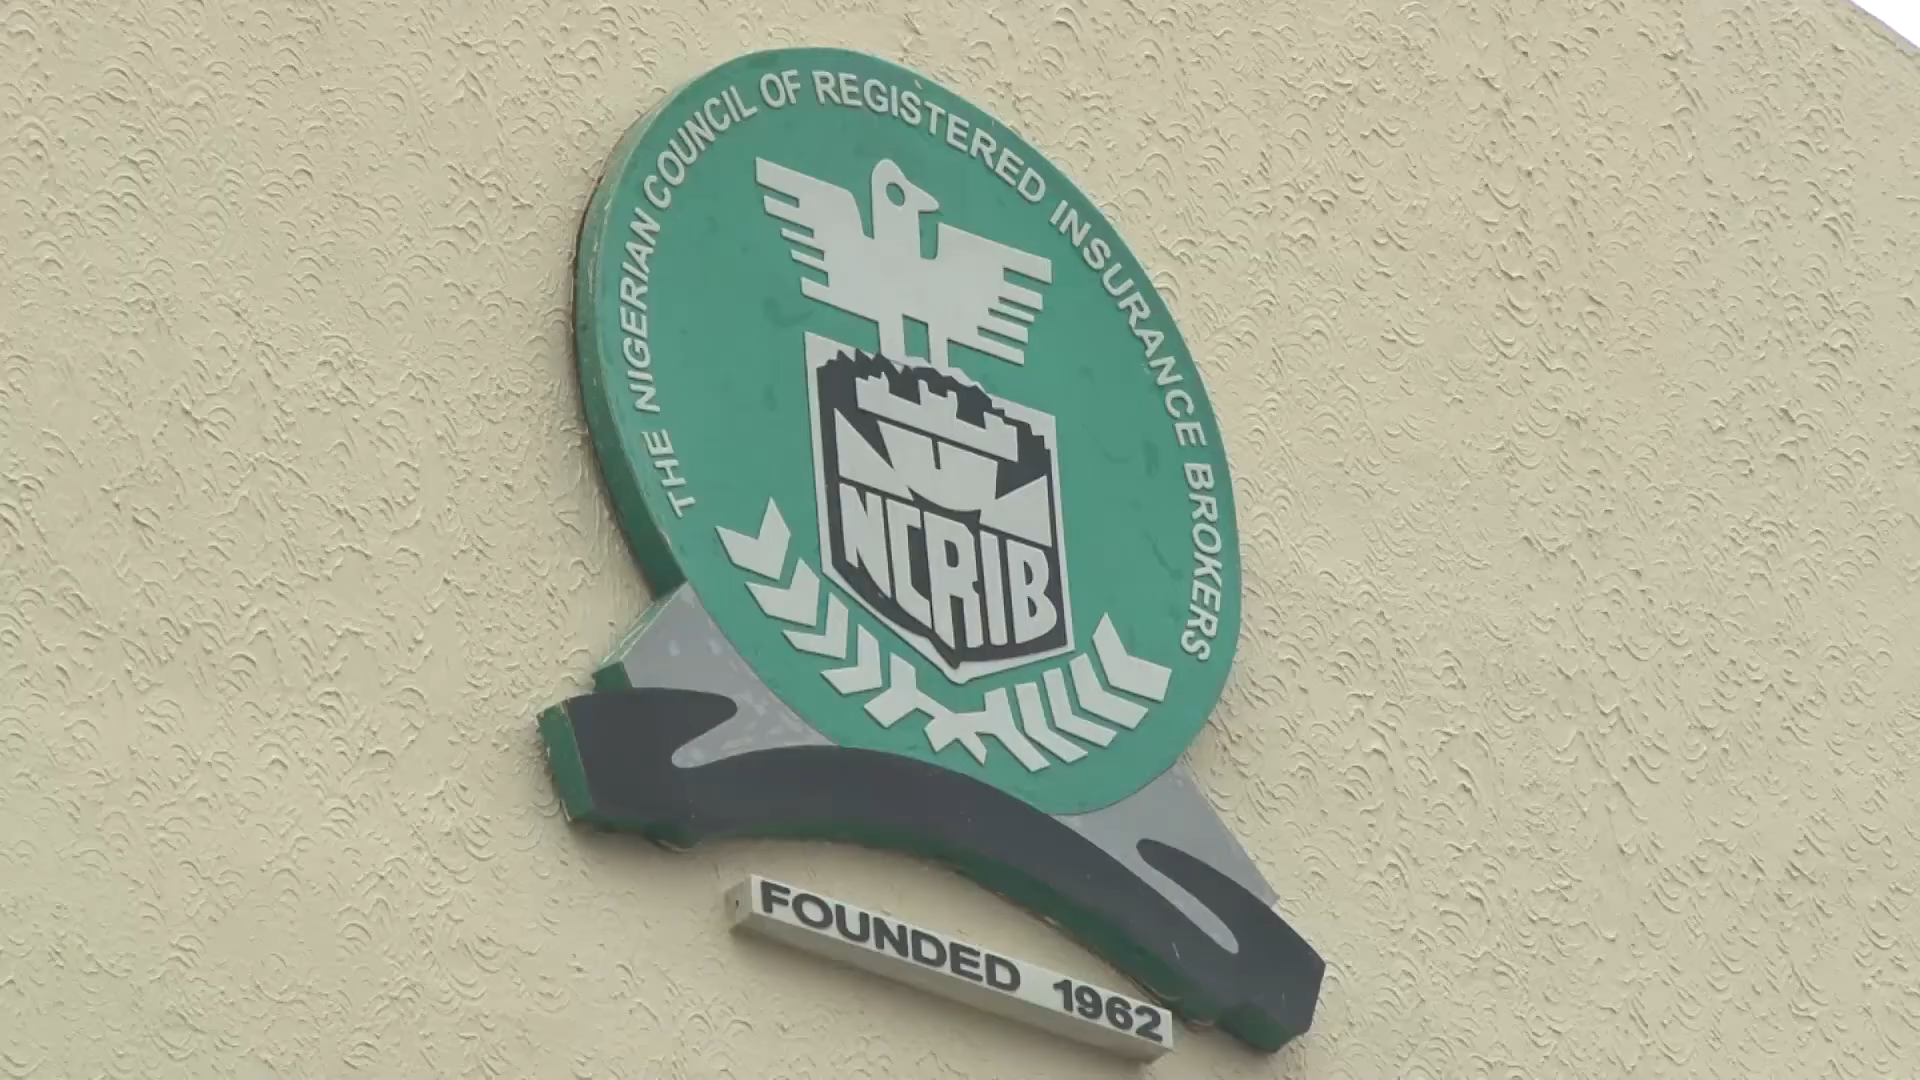 THE NIGERIAN COUNCIL OF REGISTERED INSURANCE BROKERS
NCRIB
FOUNDED 1962